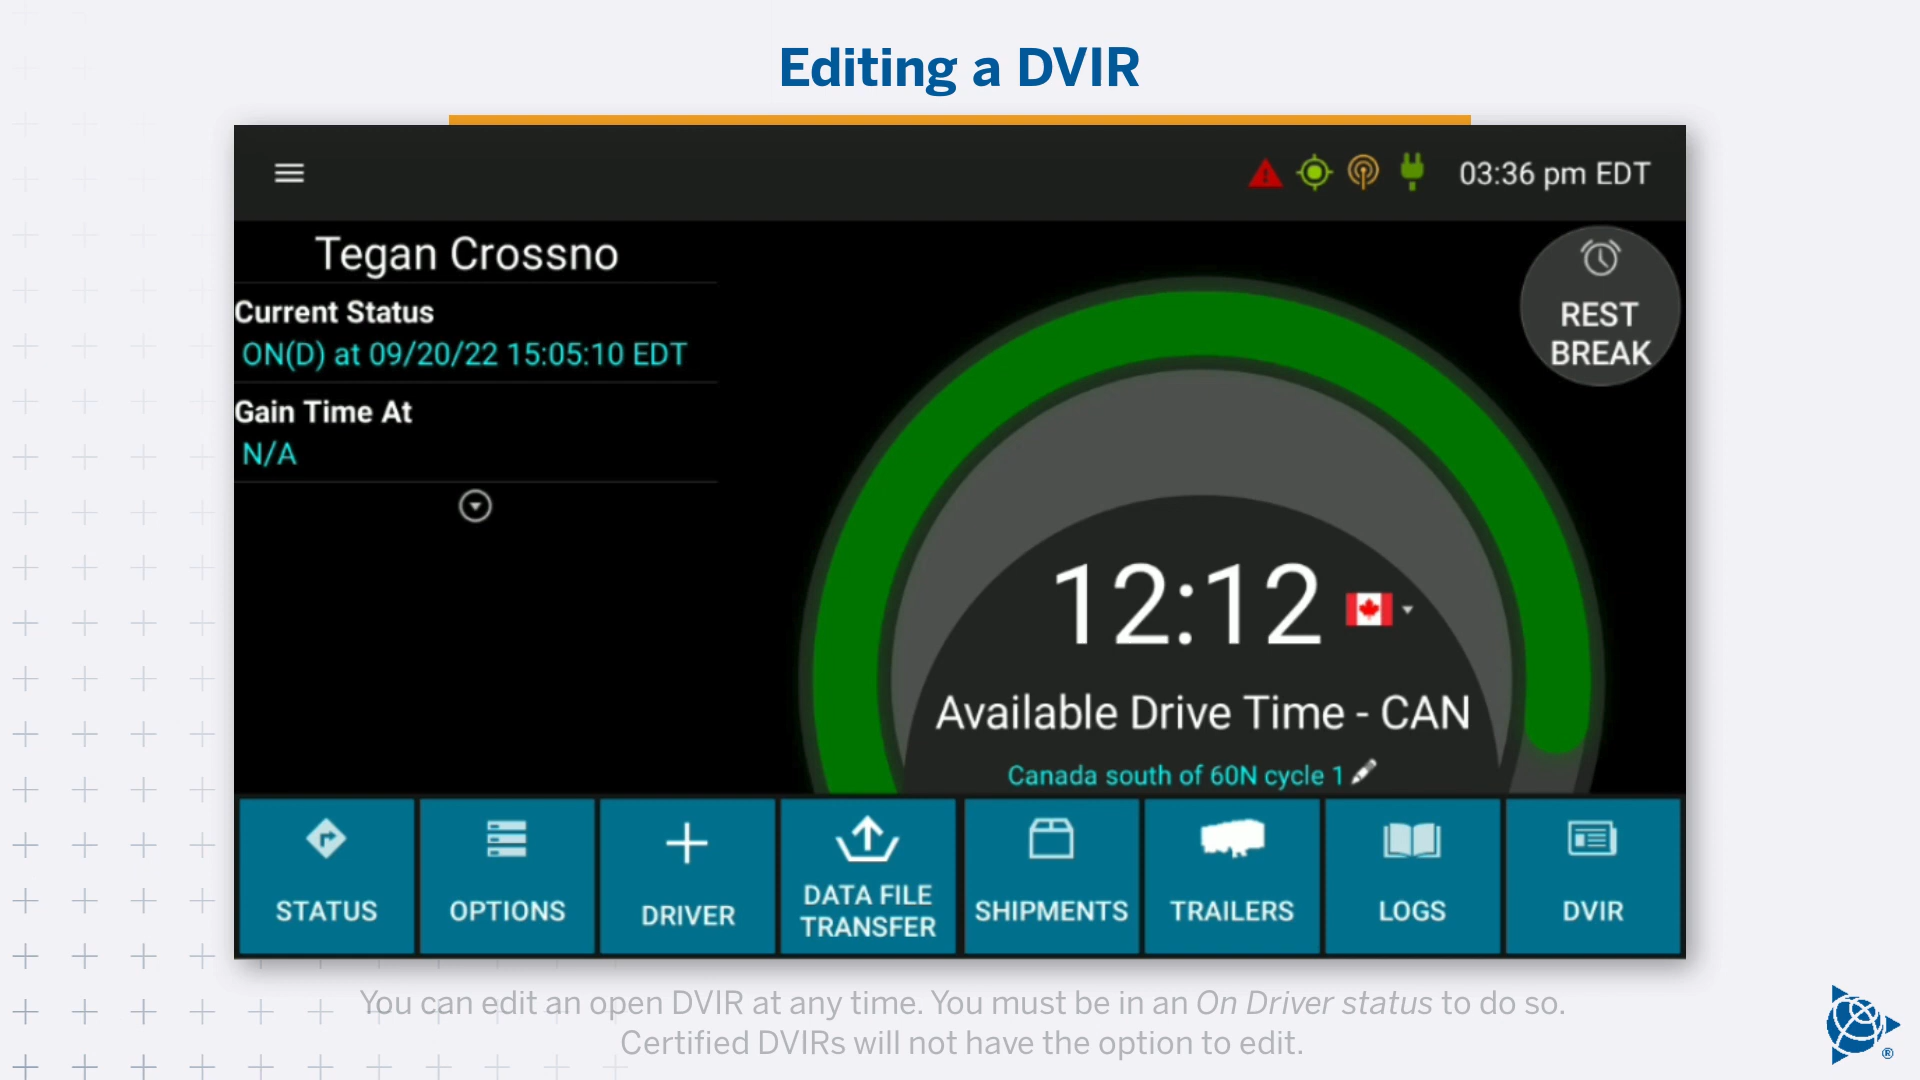 Editing a DVIR
03:36 pm EDT
Tegan Crossno
Current Status
ON(D) at 09/20/22 15:05:10 EDT
Gain Time At
N/A
REST
BREAK
12:12
Available Drive Time - CAN
Canada south of 60N cycle 1
STATUS
OPTIONS
DRIVER
DATA FILE
TRANSFER
SHIPMENTS
TRAILERS
LOGS
DVIR
You can edit an open DVIR at any time. You must be in an On Driver status to do so.
Certified DVIRs will not have the option to edit.
®